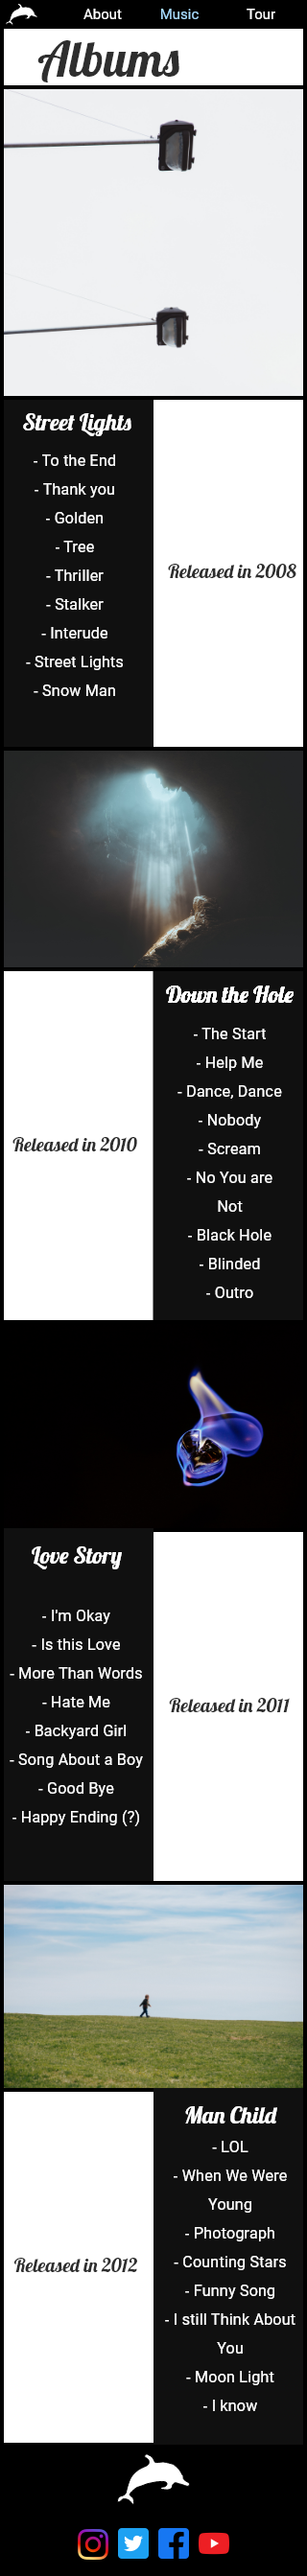 About Music Tour
Albums
Street Lights
- To the End
- Thank you
- Golden
- Tree
- Thriller
- Stalker
- Interude
- Street Lights
- Snow Man
Released in 2008
Released in 2010
Down the Hole
- The Start
- Help Me
- Dance, Dance
- Nobody
- Scream
- No You are
Not
- Black Hole
- Blinded
- Outro
Love Story
- I'm Okay
- Is this Love
- More Than Words
- Hate Me
- Backyard Girl
- Song About a Boy
- Good Bye
- Happy Ending (?)
Released in 2011
Released in 2012
Man Child
- LOL
- When We Were
Young
- Photograph
- Counting Stars
- Funny Song
- I still Think About
You
- Moon Light
- I know